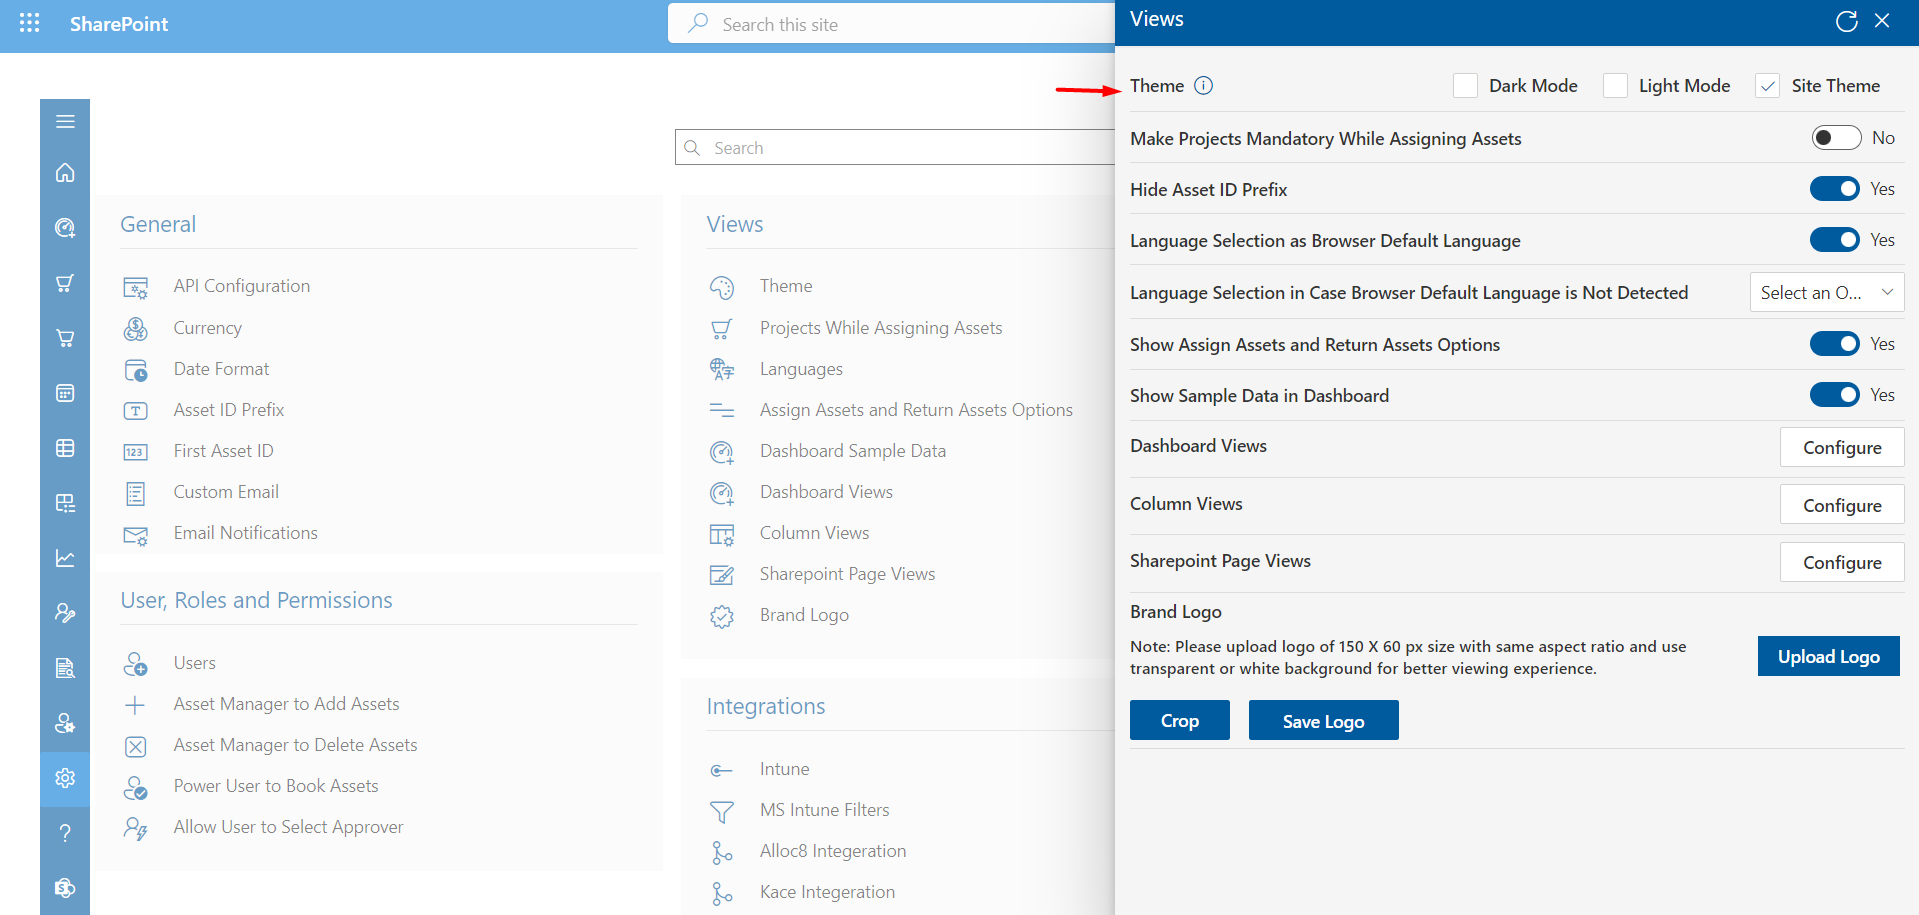 SharePoint
Search this site
Search
General
API Configuration
Currency
Date Format
Asset ID Prefix
First Asset ID
Custom Email
Email Notifications
User, Roles and Permissions
Users
Asset Manager to Add Assets
Asset Manager to Delete Assets
Power User to Book Assets
Allow User to Select Approver
Views
Theme
Projects While Assigning Assets
Languages
Assign Assets and Return Assets Options
Dashboard Sample Data
Dashboard Views
Column Views
Sharepoint Page Views
Brand Logo
Integrations
Intune
MS Intune Filters
Alloc8 Integeration
Kace Integeration
Views
Theme Dark Mode Light Mode Site Theme
Make Projects Mandatory While Assigning Assets No
Hide Asset ID Prefix Yes
Language Selection as Browser Default Language Yes
Language Selection in Case Browser Default Language is Not Detected Select an O...
Show Assign Assets and Return Assets Options Yes
Show Sample Data in Dashboard Yes
Dashboard Views Configure
Column Views Configure
Sharepoint Page Views Configure
Brand Logo
Note: Please upload logo of 150 X 60 px size with same aspect ratio and use
transparent or white background for better viewing experience.
Upload Logo
Crop Save Logo